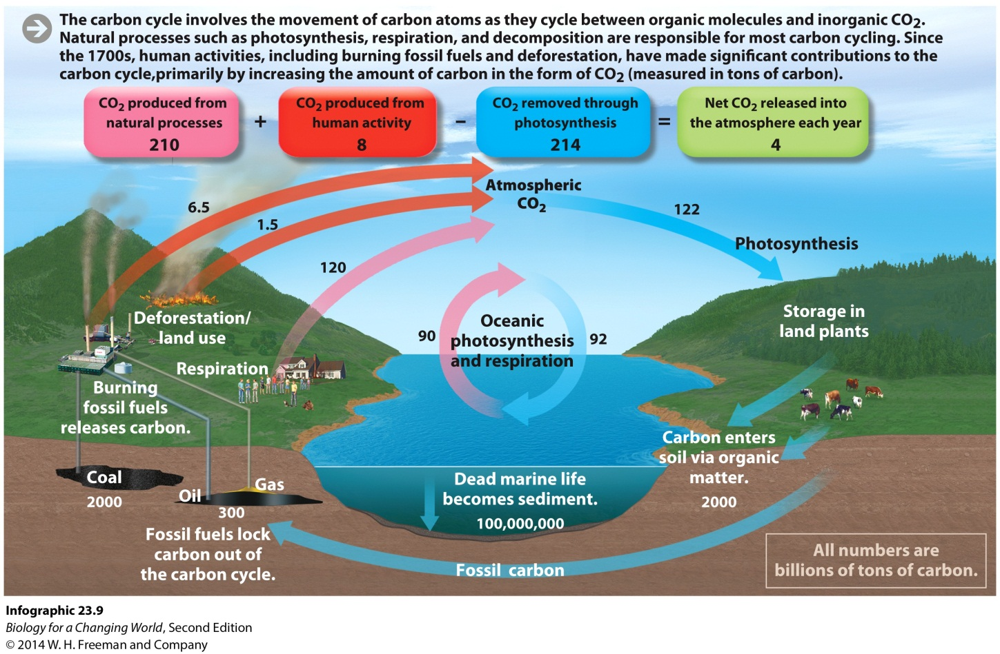 The carbon cycle involves the movement of carbon atoms as they cycle between organic molecules and inorganic CO₂.
Natural processes such as photosynthesis, respiration, and decomposition are responsible for most carbon cycling. Since
the 1700s, human activities, including burning fossil fuels and deforestation, have made significant contributions to the
carbon cycle,primarily by increasing the amount of carbon in the form of CO₂ (measured in tons of carbon).
CO₂ produced from
natural processes
210
+
CO₂ produced from
human activity
8
–
CO₂ removed through
photosynthesis
214
=
Net CO₂ released into
the atmosphere each year
4
Atmospheric
CO₂
6.5
1.5
122
Photosynthesis
120
Deforestation/
land use
Oceanic
photosynthesis
and respiration
90
92
Storage in
land plants
Respiration
Burning
fossil fuels
releases carbon.
Carbon enters
soil via organic
matter.
2000
Coal
2000
Oil
Gas
300
Dead marine life
becomes sediment.
100,000,000
Fossil fuels lock
carbon out of
the carbon cycle.
Fossil carbon
All numbers are
billions of tons of carbon.
Infographic 23.9
Biology for a Changing World, Second Edition
© 2014 W. H. Freeman and Company